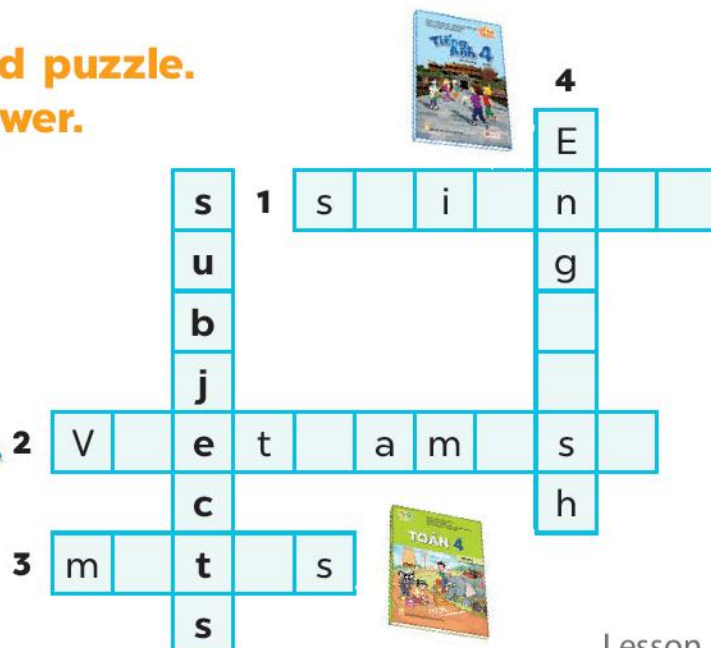 d puzzle.
wer.
Tiếng
Anh 4
4
E
s 1 s i n
u g
b
j
2 V e t a m s
c h
TOÁN 4
3 m t s
s
Lesson